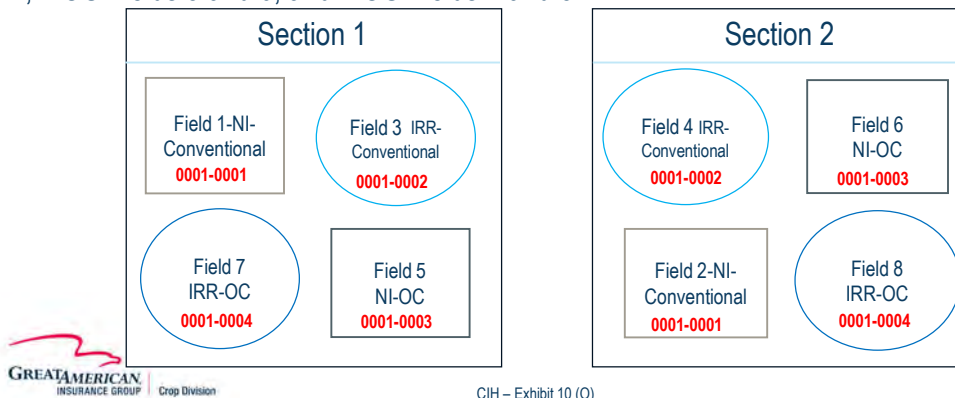 Section 1
Field 1-NI-
Conventional
0001-0001
Field 3 IRR-
Conventional
0001-0002
Field 7
IRR-OC
0001-0004
Field 5
NI-OC
0001-0003
Section 2
Field 4 IRR-
Conventional
0001-0002
Field 6
NI-OC
0001-0003
Field 2-NI-
Conventional
0001-0001
Field 8
IRR-OC
0001-0004
GREATAMERICAN.
INSURANCE GROUP Crop Division
CIH – Exhibit 10 (O)